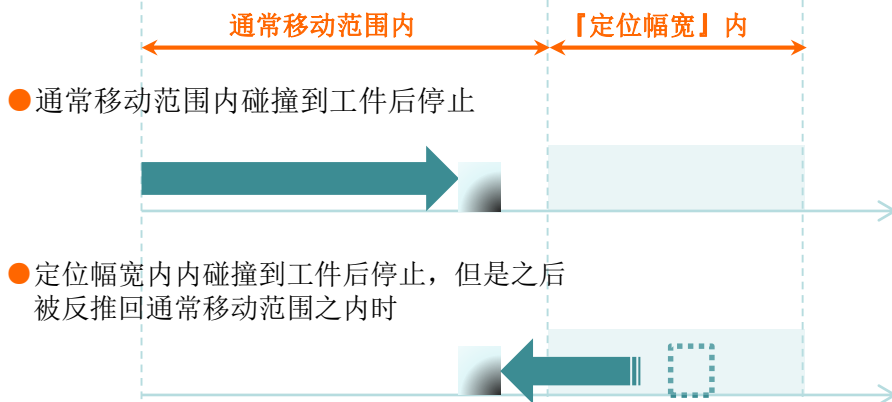 通常移动范围内
『定位幅宽』内
●通常移动范围内碰撞到工件后停止
●定位幅宽内内碰撞到工件后停止，但是之后
被反推回通常移动范围之内时